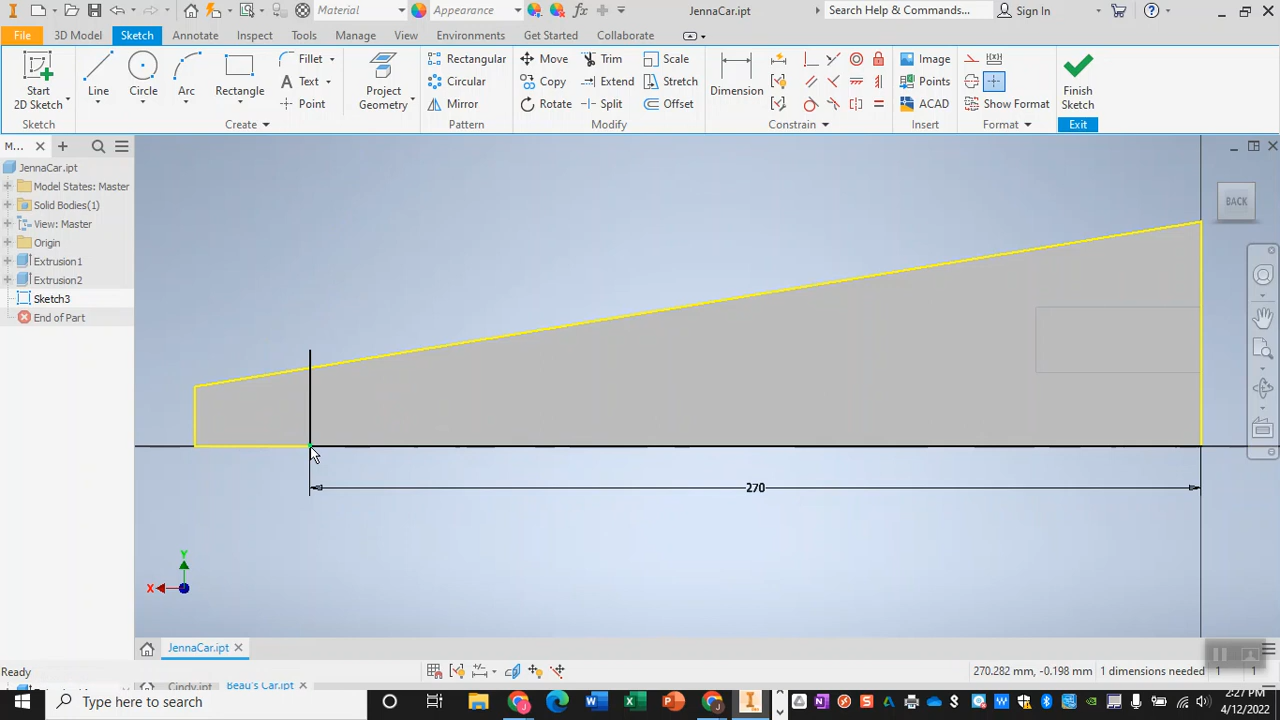 Material
Appearance
JennaCar.ipt
Search Help & Commands...
Sign In
File
3D Model
Sketch
Annotate
Inspect
Tools
Manage
View
Environments
Get Started
Collaborate
Start
2D Sketch
Line
Circle
Arc
Rectangle
Fillet
Text
Point
Project
Geometry
Rectangular
Circular
Mirror
Move
Copy
Rotate
Trim
Extend
Split
Scale
Stretch
Offset
Dimension
Image
Points
ACAD
Show Format
Finish
Sketch
Sketch
Create
Pattern
Modify
Constrain
Insert
Format
Exit
M...
JennaCar.ipt
Model States: Master
Solid Bodies(1)
View: Master
Origin
Extrusion1
Extrusion2
Sketch3
End of Part
BACK
270
Y
X
JennaCar.ipt
Ready
270.282 mm, -0.198 mm
1 dimensions needed
1
1
Cindy.ipt
Beau's Car.ipt
Type here to search
2:27 PM
4/12/2022